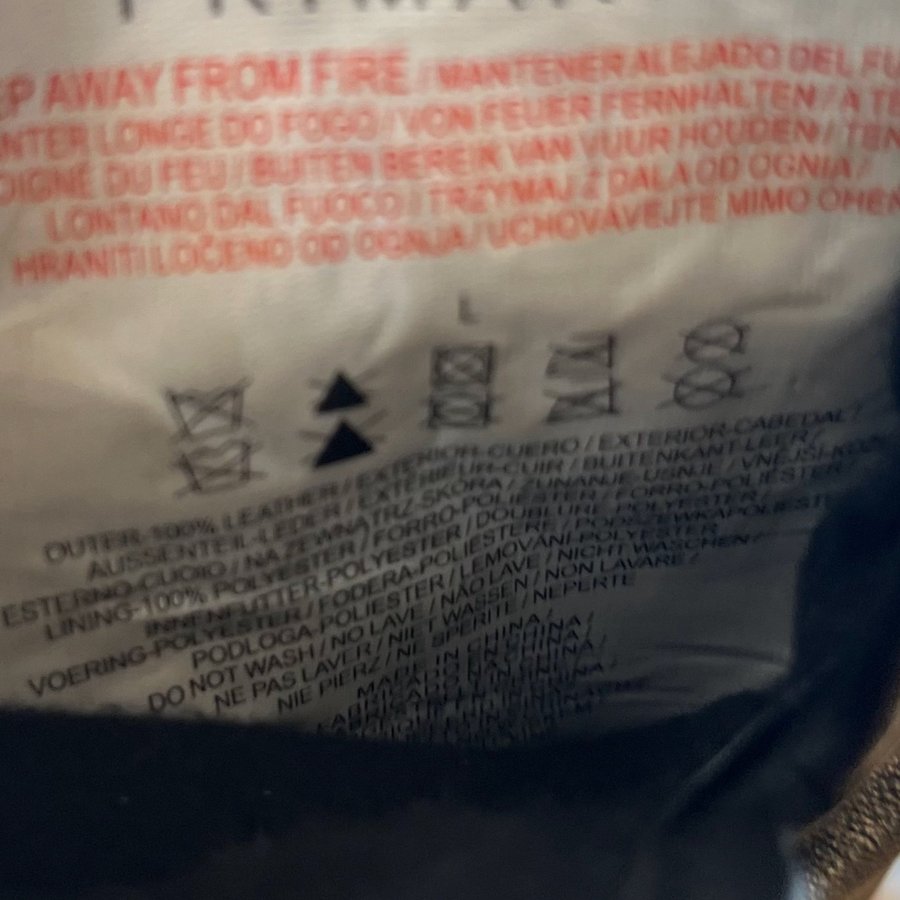 PRIMAR
EP AWAY FROM FIRE / MANTENER ALEJADO DEL FU
NTER LONGE DO FOGO / VON FEUER FERNHALTEN / A TE
OIGNÉ DU FEU / BUITEN BEREIK VAN VUUR HOUDEN / TEN
LONTANO DAL FUOCO / TRZYMAJ Z DALA OD OGNIA /
HRANITI LOČENO OD OGNJA / UCHOVÁVEJTE MIMO OHEŇ
L
OUTER-100% LEATHER / EXTERIOR-CUERO / EXTERIOR-CABEDAL /
AUSSENTEIL-LEDER / EXTÉRIEUR-CUIR / BUITENKANT-LEER /
ESTERNO-CUOIO / NA ZEWNĄTRZ-SKÓRA / ZUNANJE-USNJE / VNĚJŠÍ-KŮŽE
LINING-100% POLYESTER / FORRO-POLIÉSTER / FORRO-POLIÉSTER
INNENFUTTER-POLYESTER / DOUBLURE-POLYESTER /
VOERING-POLYESTER / FODERA-POLIESTERE / PODSZEWKA-POLIEST
PODLOGA-POLIESTER / LEMOVÁNÍ-POLYESTER
DO NOT WASH / NO LAVE / NÃO LAVE / NICHT WASCHEN /
NE PAS LAVER / NIET WASSEN / NON LAVARE /
NIE PIERZ / NE SPERITE / NEPERTE
MADE IN CHINA /